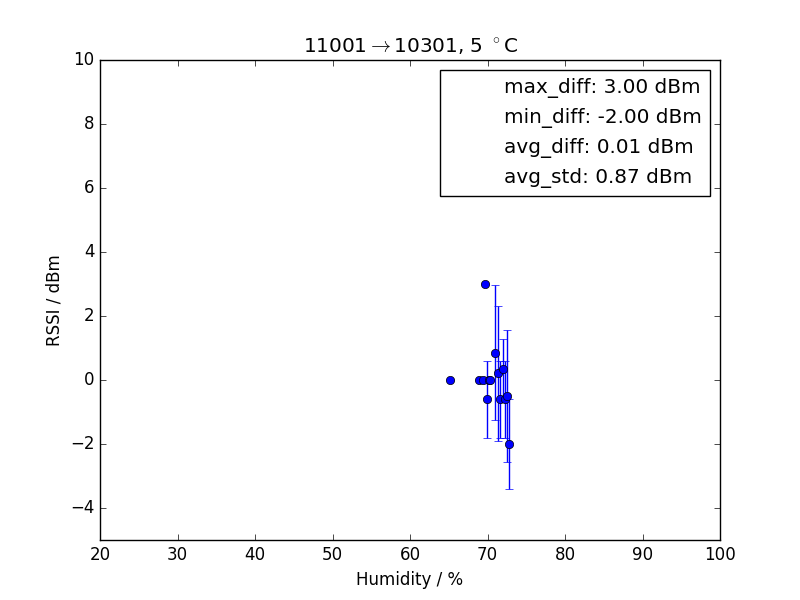 11001→10301, 5 °C
max_diff: 3.00 dBm
min_diff: -2.00 dBm
avg_diff: 0.01 dBm
avg_std: 0.87 dBm
RSSI / dBm
10
8
6
4
2
0
−2
−4
20 30 40 50 60 70 80 90 100
Humidity / %